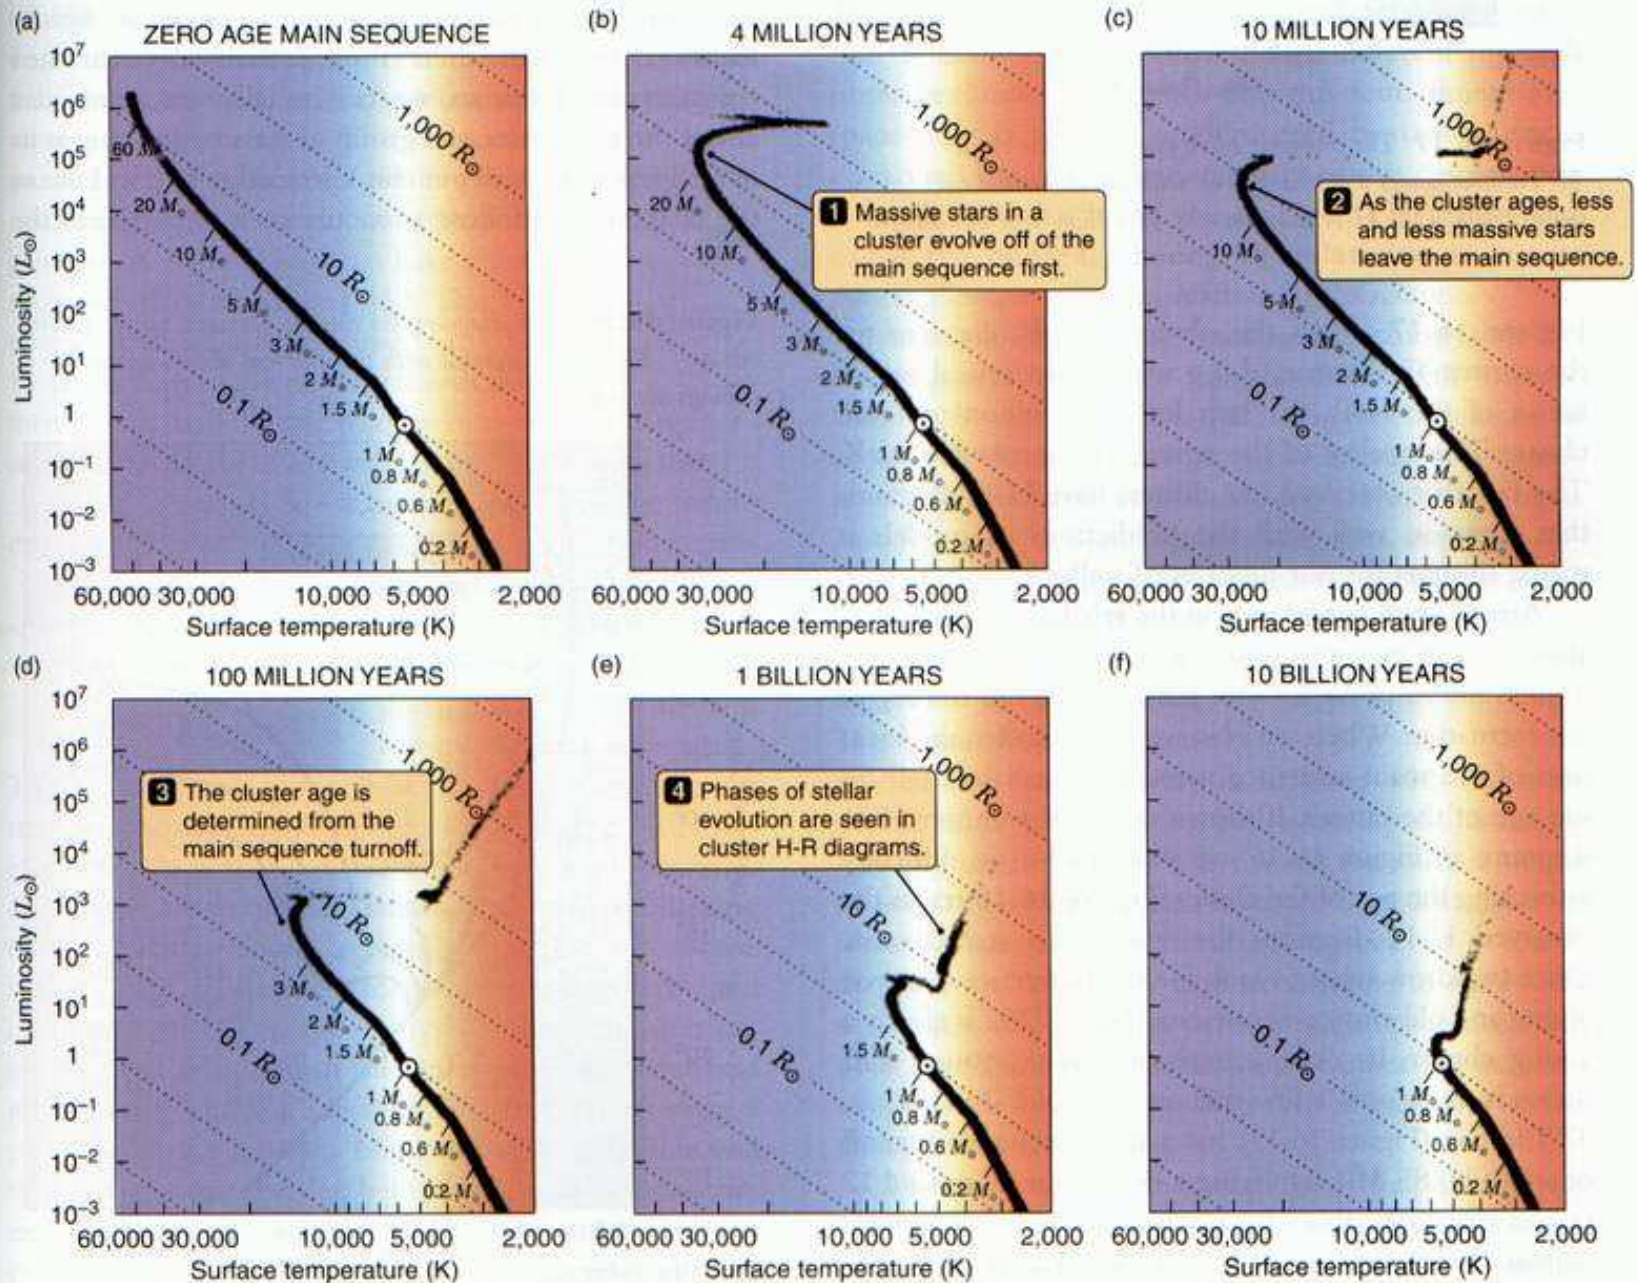 (a)
ZERO AGE MAIN SEQUENCE
10⁷
10⁶
10⁵
10⁴
10³
10²
10¹
1
10⁻¹
10⁻²
10⁻³
Luminosity (L☉)
60 M
20 M☉
10 M☉
5 M☉
3 M☉
2 M☉
1.5 M☉
1 M☉
0.8 M☉
0.6 M☉
0.2 M☉
1,000 R☉
10 R☉
0.1 R☉
60,000 30,000 10,000 5,000 2,000
Surface temperature (K)
(b)
4 MILLION YEARS
1,000 R☉
1 Massive stars in a
cluster evolve off of the
main sequence first.
20 M☉
10 M☉
5 M☉
3 M☉
2 M☉
1.5 M☉
1 M☉
0.8 M☉
0.6 M☉
0.2 M☉
0.1 R☉
60,000 30,000 10,000 5,000 2,000
Surface temperature (K)
(c)
10 MILLION YEARS
1,000 R☉
2 As the cluster ages, less
and less massive stars
leave the main sequence.
10 M☉
5 M☉
3 M☉
2 M☉
1.5 M☉
1 M☉
0.8 M☉
0.6 M☉
0.2 M☉
0.1 R☉
60,000 30,000 10,000 5,000 2,000
Surface temperature (K)
(d)
100 MILLION YEARS
10⁷
10⁶
10⁵
10⁴
10³
10²
10¹
1
10⁻¹
10⁻²
10⁻³
Luminosity (L☉)
1,000 R☉
3 The cluster age is
determined from the
main sequence turnoff.
10 R☉
3 M☉
2 M☉
1.5 M☉
1 M☉
0.8 M☉
0.6 M☉
0.2 M☉
0.1 R☉
60,000 30,000 10,000 5,000 2,000
Surface temperature (K)
(e)
1 BILLION YEARS
1,000 R☉
4 Phases of stellar
evolution are seen in
cluster H-R diagrams.
10 R☉
1.5 M☉
1 M☉
0.8 M☉
0.6 M☉
0.2 M☉
0.1 R☉
60,000 30,000 10,000 5,000 2,000
Surface temperature (K)
(f)
10 BILLION YEARS
1,000 R☉
10 R☉
0.1 R☉
1 M☉
0.8 M☉
0.6 M☉
0.2 M☉
60,000 30,000 10,000 5,000 2,000
Surface temperature (K)